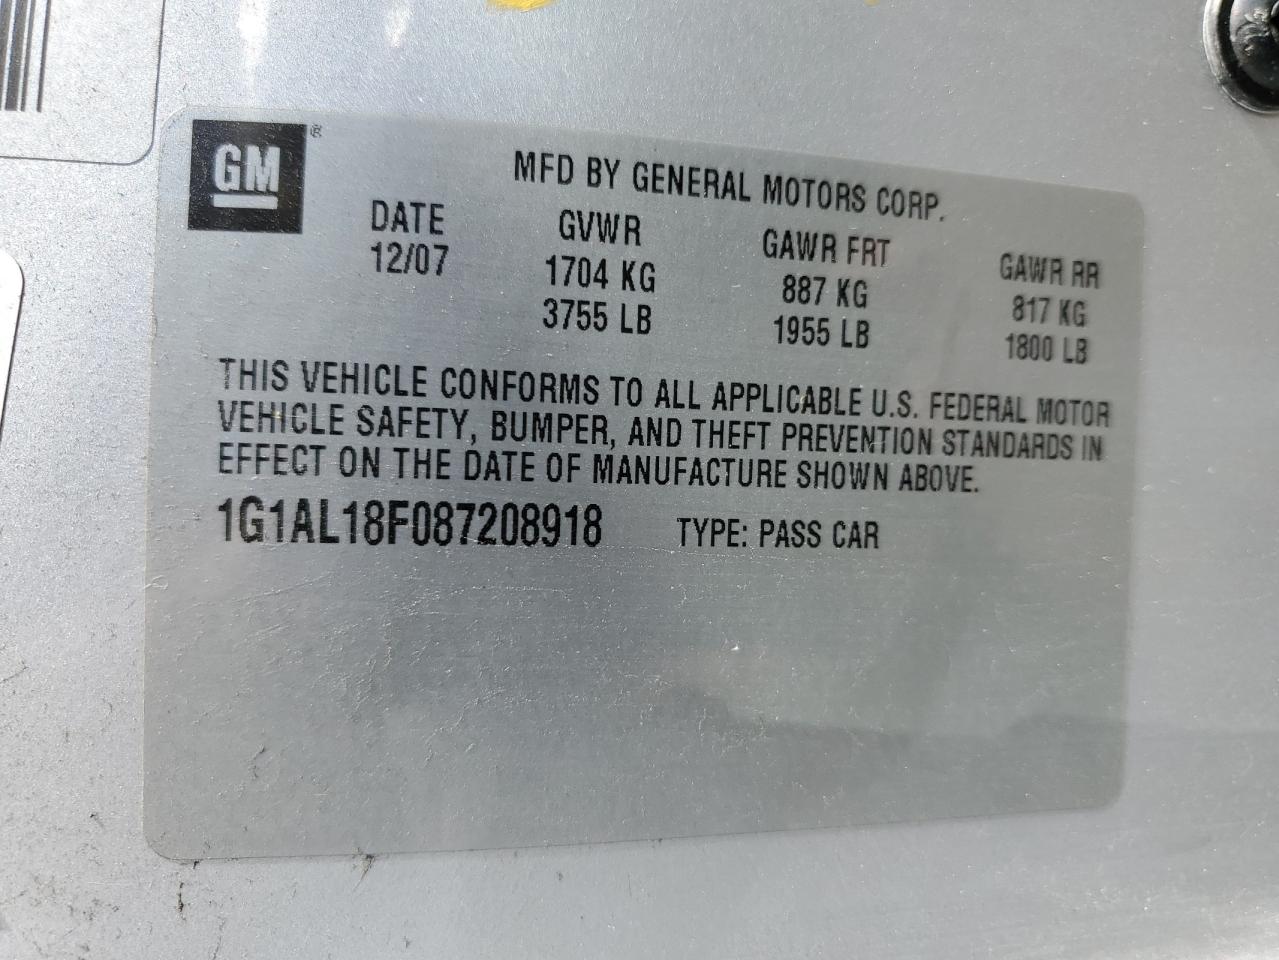 GM ®
MFD BY GENERAL MOTORS CORP.
DATE GVWR GAWR FRT GAWR RR
12/07 1704 KG 887 KG 817 KG
3755 LB 1955 LB 1800 LB
THIS VEHICLE CONFORMS TO ALL APPLICABLE U.S. FEDERAL MOTOR
VEHICLE SAFETY, BUMPER, AND THEFT PREVENTION STANDARDS IN
EFFECT ON THE DATE OF MANUFACTURE SHOWN ABOVE.
1G1AL18F087208918 TYPE: PASS CAR